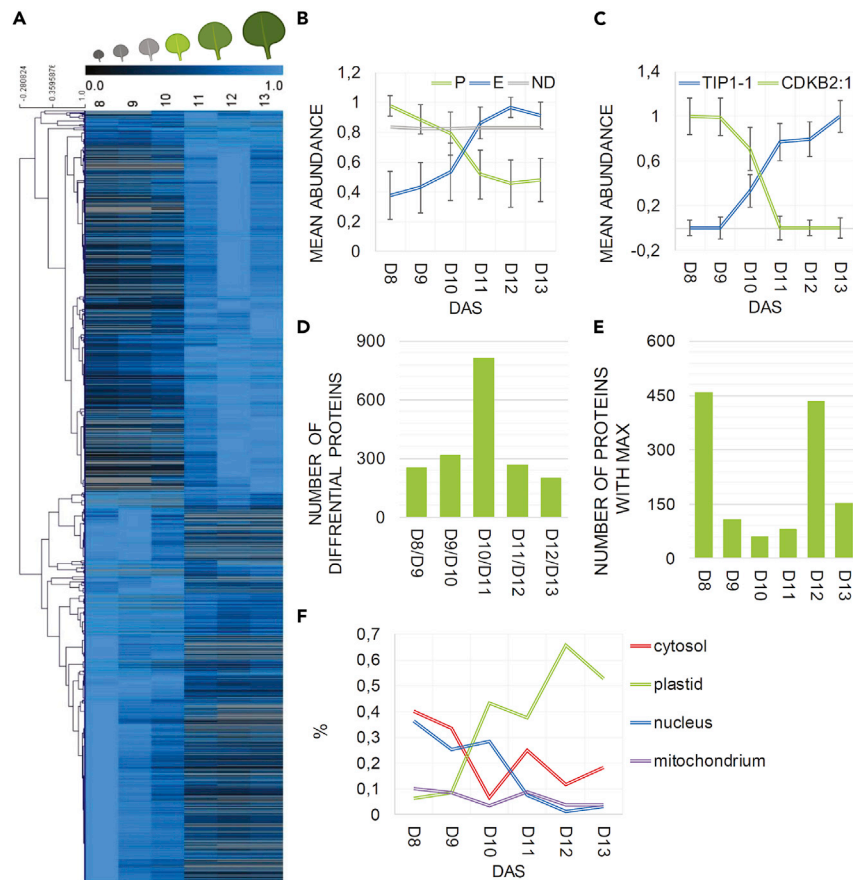 A
-0.280824
0.3595876
1.0
0.0
1.0
8
9
10
11
12
13
B
P
E
ND
MEAN ABUNDANCE
1,2
1
0,8
0,6
0,4
0,2
0
D8
D9
D10
D11
D12
D13
DAS
C
TIP1-1
CDKB2:1
MEAN ABUNDANCE
1,4
1
0,6
0,2
-0,2
D8
D9
D10
D11
D12
D13
DAS
D
NUMBER OF
DIFFRENTIAL PROTEINS
900
600
300
0
D8/D9
D9/D10
D10/D11
D11/D12
D12/D13
E
NUMBER OF PROTEINS
WITH MAX
600
450
300
150
0
D8
D9
D10
D11
D12
D13
F
%
0,7
0,6
0,5
0,4
0,3
0,2
0,1
0
D8
D9
D10
D11
D12
D13
DAS
cytosol
plastid
nucleus
mitochondrium